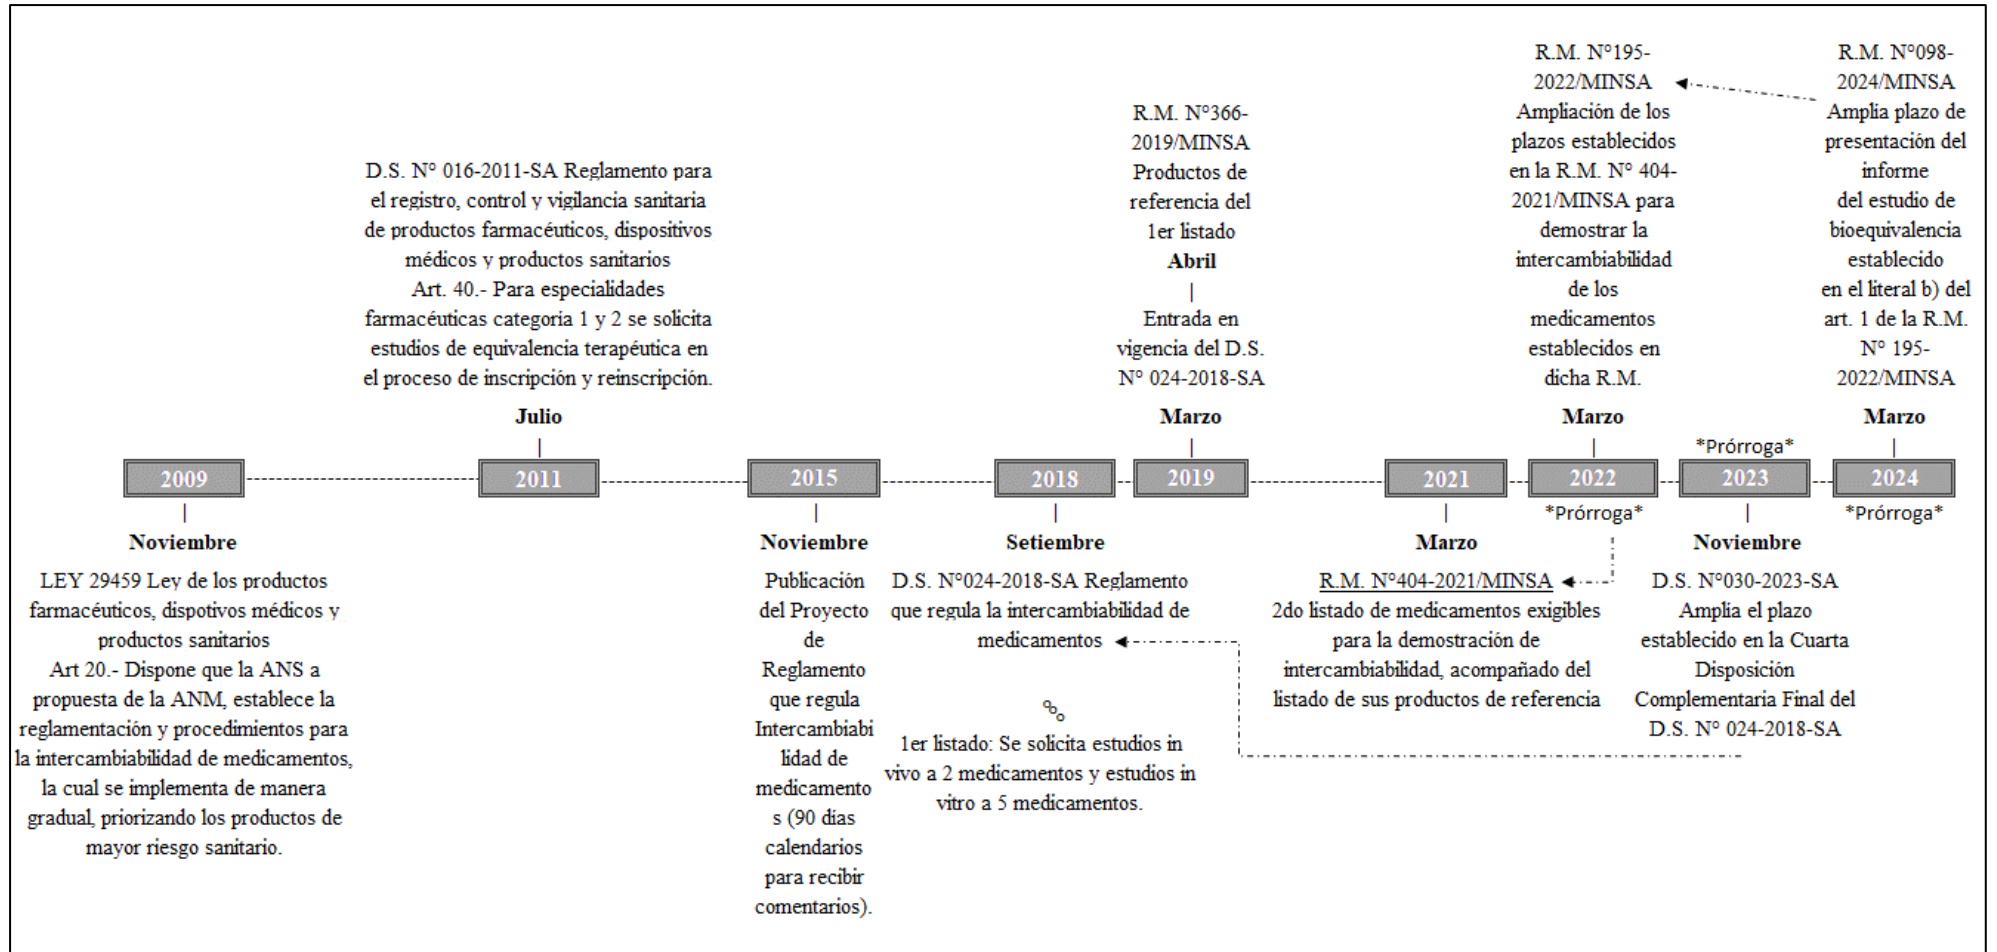 D.S. N° 016-2011-SA Reglamento para
el registro, control y vigilancia sanitaria
de productos farmacéuticos, dispositivos
médicos y productos sanitarios
Art. 40.- Para especialidades
farmacéuticas categoria 1 y 2 se solicita
estudios de equivalencia terapéutica en
el proceso de inscripción y reinscripción.
Julio
R.M. N°366-
2019/MINSA
Productos de
referencia del
1er listado
Abril
|
Entrada en
vigencia del D.S.
N° 024-2018-SA
Marzo
R.M. N°195-
2022/MINSA
Ampliación de los
plazos establecidos
en la R.M. N° 404-
2021/MINSA para
demostrar la
intercambiabilidad
de los
medicamentos
establecidos en
dicha R.M.
Marzo
R.M. N°098-
2024/MINSA
Amplía plazo de
presentación del
informe
del estudio de
bioequivalencia
establecido
en el literal b) del
art. 1 de la R.M.
N° 195-
2022/MINSA
Marzo
*Prórroga*
2009
2011
2015
2018
2019
2021
2022
2023
2024
*Prórroga*
*Prórroga*
Noviembre
LEY 29459 Ley de los productos
farmacéuticos, dispotivos médicos y
productos sanitarios
Art 20.- Dispone que la ANS a
propuesta de la ANM, establece la
reglamentación y procedimientos para
la intercambiabilidad de medicamentos,
la cual se implementa de manera
gradual, priorizando los productos de
mayor riesgo sanitario.
Noviembre
Publicación
del Proyecto
de
Reglamento
que regula
Intercambiabi
lidad de
medicamento
s (90 días
calendarios
para recibir
comentarios).
Setiembre
D.S. N°024-2018-SA Reglamento
que regula la intercambiabilidad de
medicamentos
1er listado: Se solicita estudios in
vivo a 2 medicamentos y estudios in
vitro a 5 medicamentos.
Marzo
R.M. N°404-2021/MINSA
2do listado de medicamentos exigibles
para la demostración de
intercambiabilidad, acompañado del
listado de sus productos de referencia
Noviembre
D.S. N°030-2023-SA
Amplía el plazo
establecido en la Cuarta
Disposición
Complementaria Final del
D.S. N° 024-2018-SA